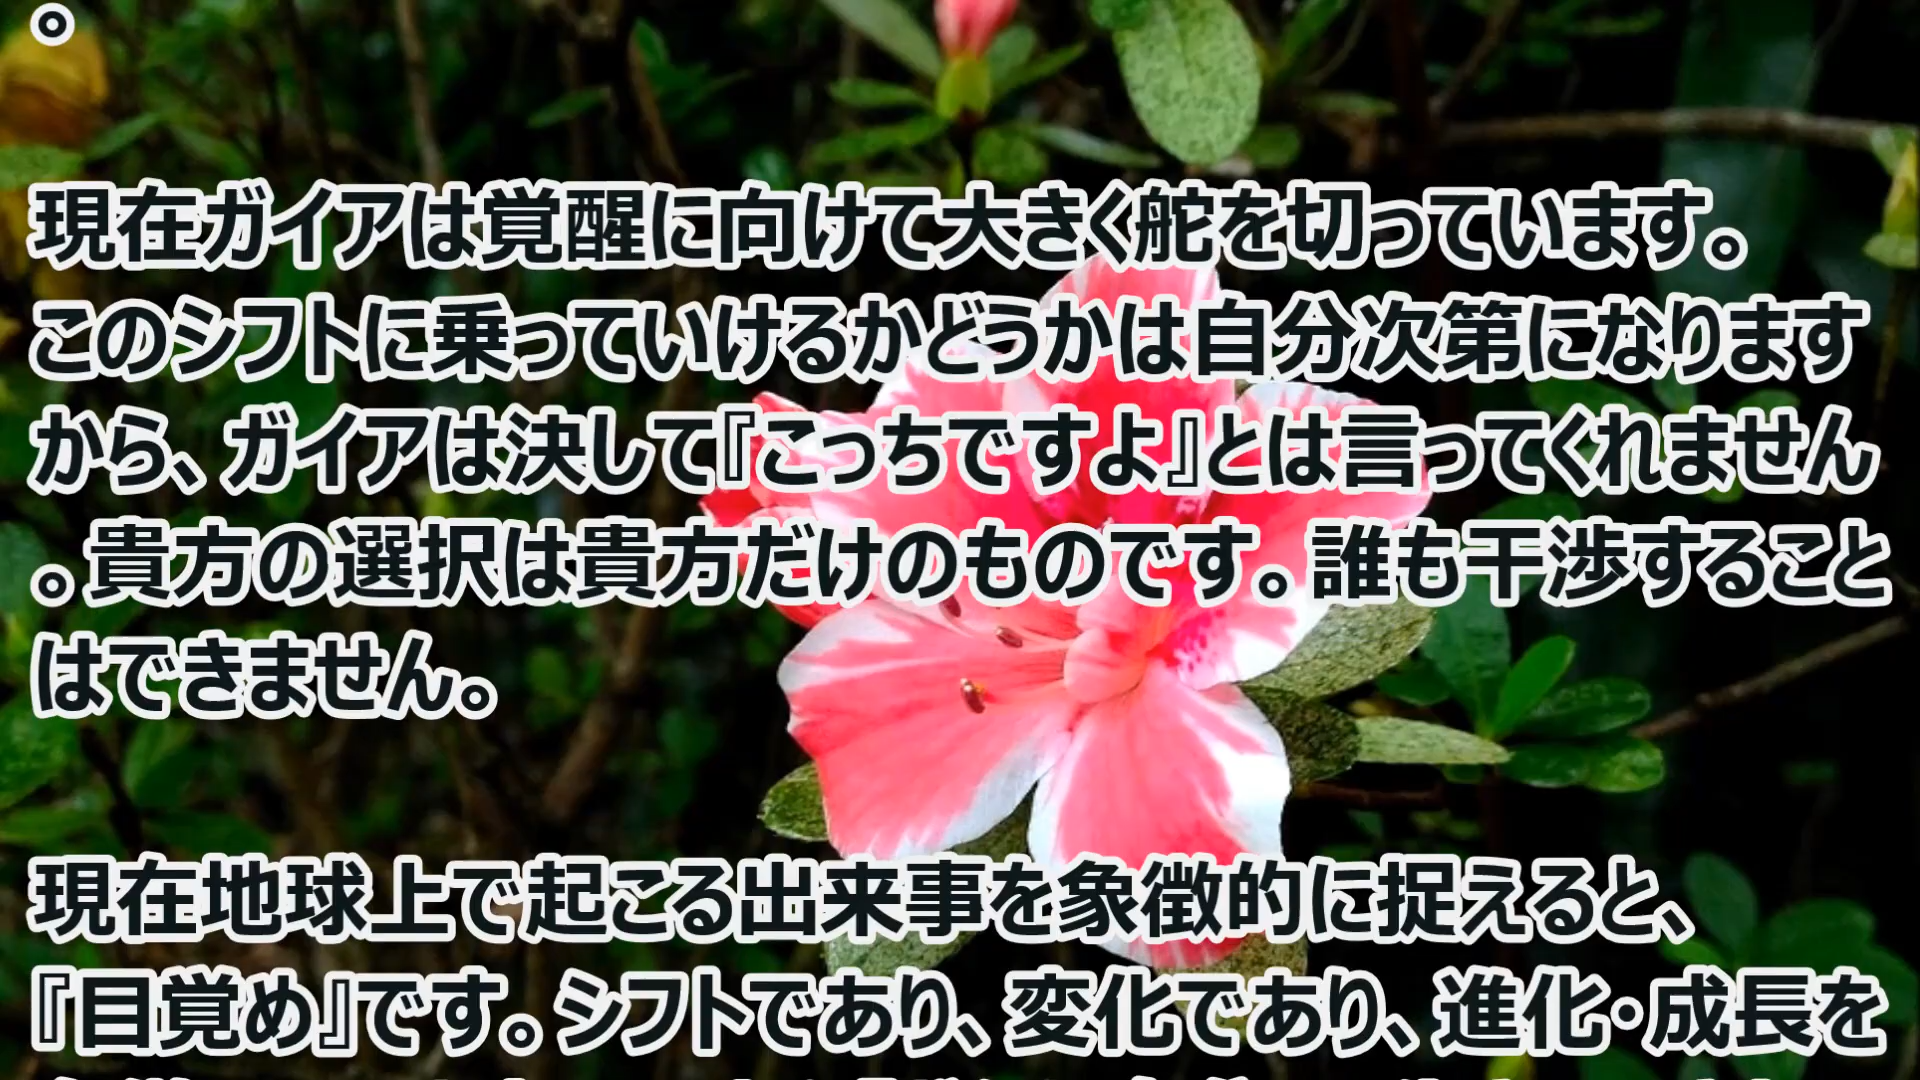 。
現在ガイアは覚醒に向けて大きく舵を切っています。
このシフトに乗っていけるかどうかは自分次第になります
から、ガイアは決して『こっちですよ』とは言ってくれません
。貴方の選択は貴方だけのものです。誰も干渉すること
はできません。
現在地球上で起こる出来事を象徴的に捉えると、
『目覚め』です。シフトであり、変化であり、進化・成長を